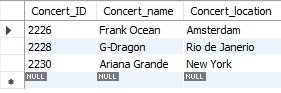 Concert_ID Concert_name Concert_location
2226 Frank Ocean Amsterdam
2228 G-Dragon Rio de Janerio
2230 Ariana Grande New York
NULL NULL NULL